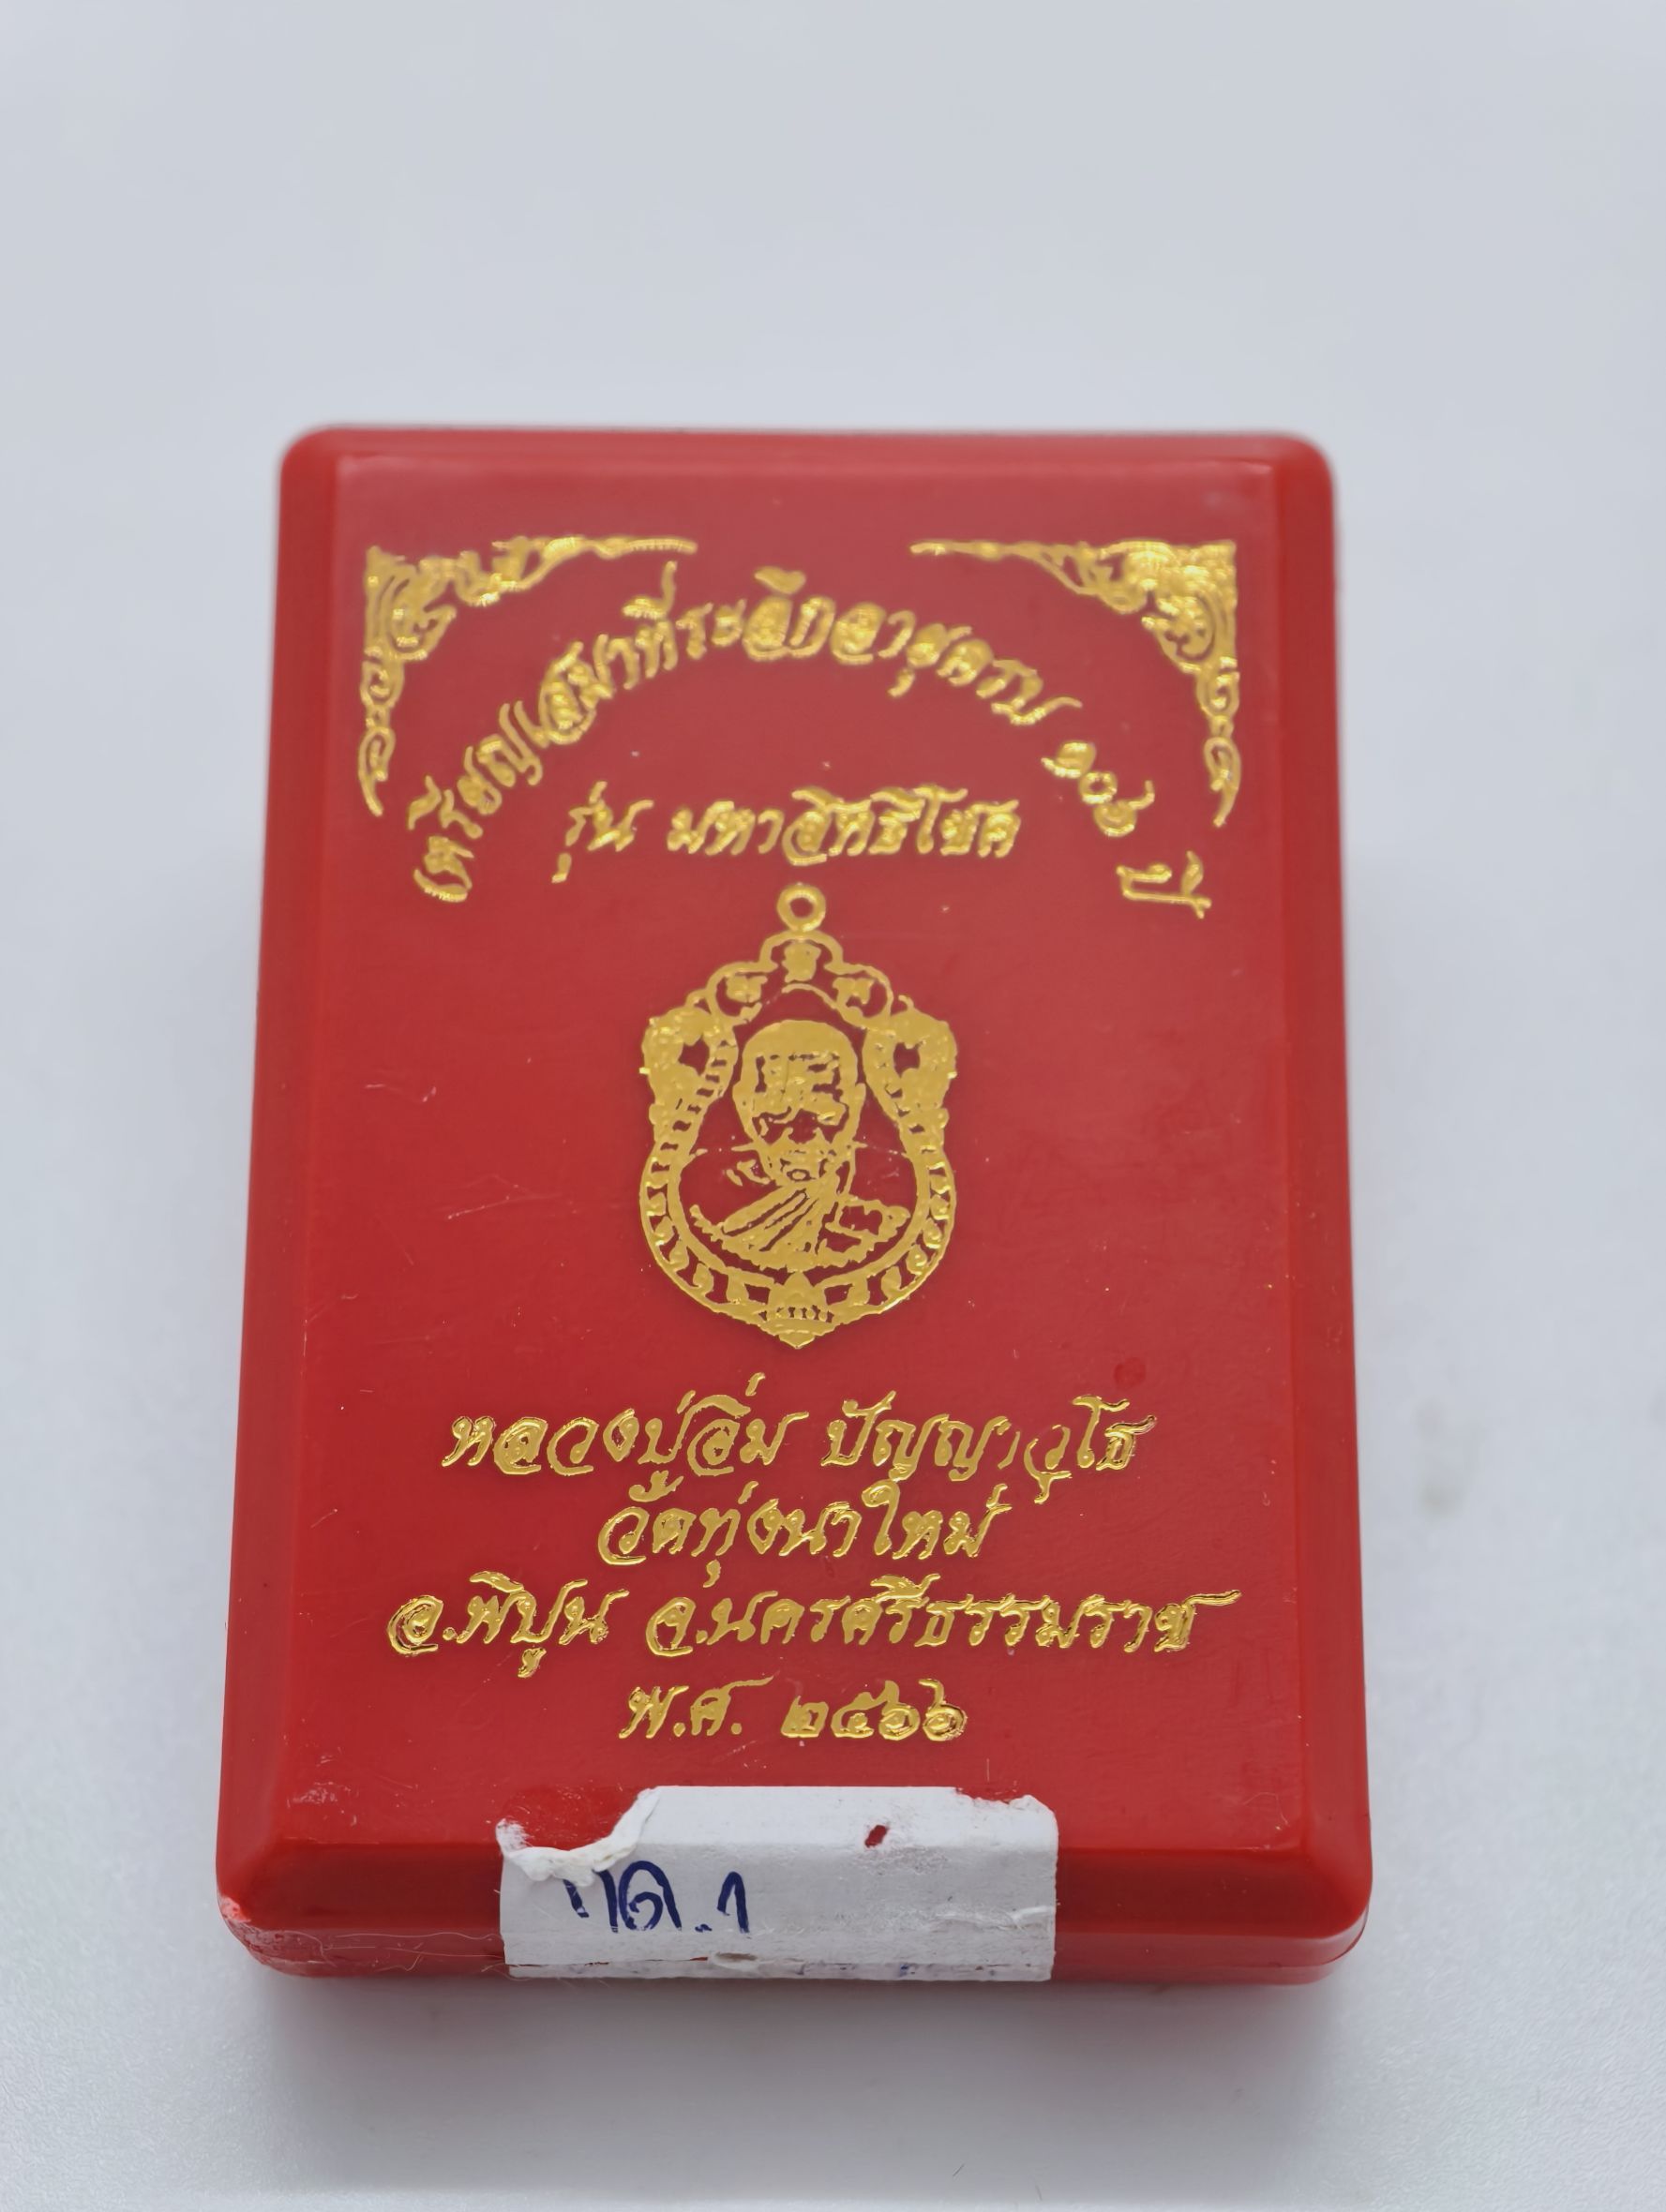 เหรียญเสมาที่ระลึกอายุครบ ๑๐๖ ปี
รุ่น มหาอิทธิโชค
หลวงปู่อิ่ม ปัญญาวุโธ
วัดทุ่งนาใหม่
อ.พิปูน จ.นครศรีธรรมราช
พ.ศ. ๒๕๖๖